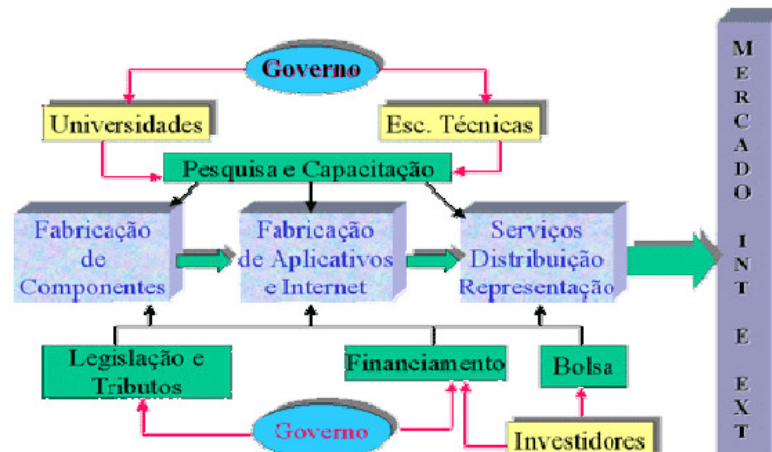 Governo
Universidades
Esc. Técnicas
Pesquisa e Capacitação
Fabricação
de
Componentes
Fabricação
de Aplicativos
e Internet
Serviços
Distribuição
Representação
Legislação e
Tributos
Financiamento
Bolsa
Governo
Investidores
MERCADO INT E EXT